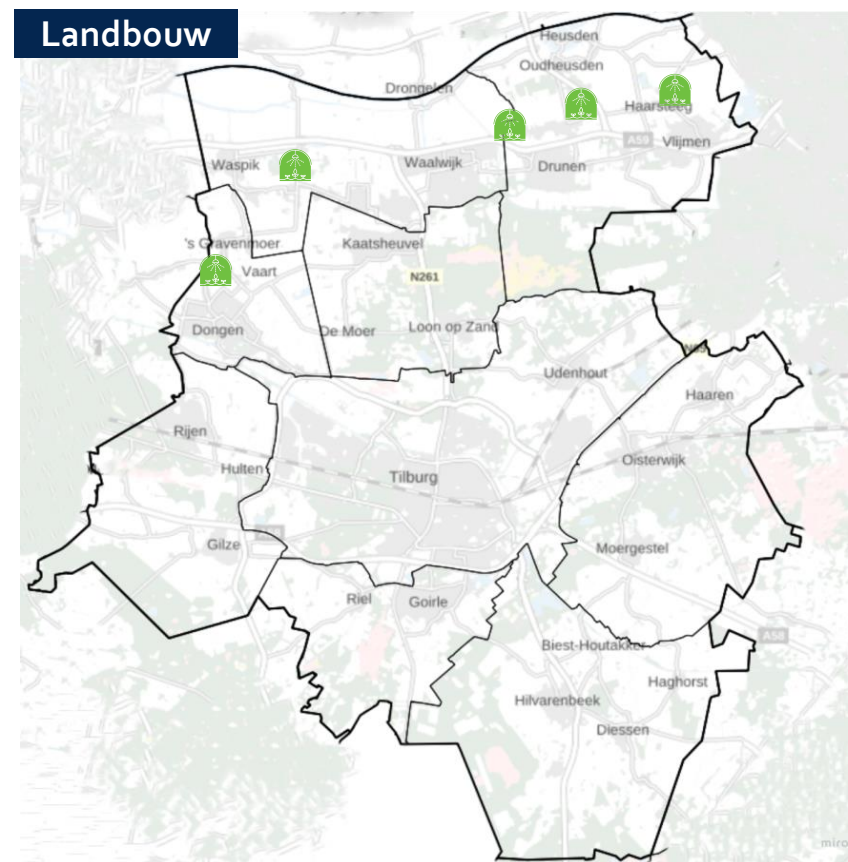 Landbouw
Heusden
Oudheusden
Drongelen
Haarsteeg
A59
Vlijmen
Waspik
Waalwijk
Drunen
's Gravenmoer
Kaatsheuvel
Vaart
N261
Dongen
De Moer
Loon op Zand
Udenhout
Haaren
Rijen
Hulten
Oisterwijk
Tilburg
Gilze
Moergestel
Riel
Goirle
A58
Biest-Houtakker
Haghorst
Hilvarenbeek
Diessen
miro